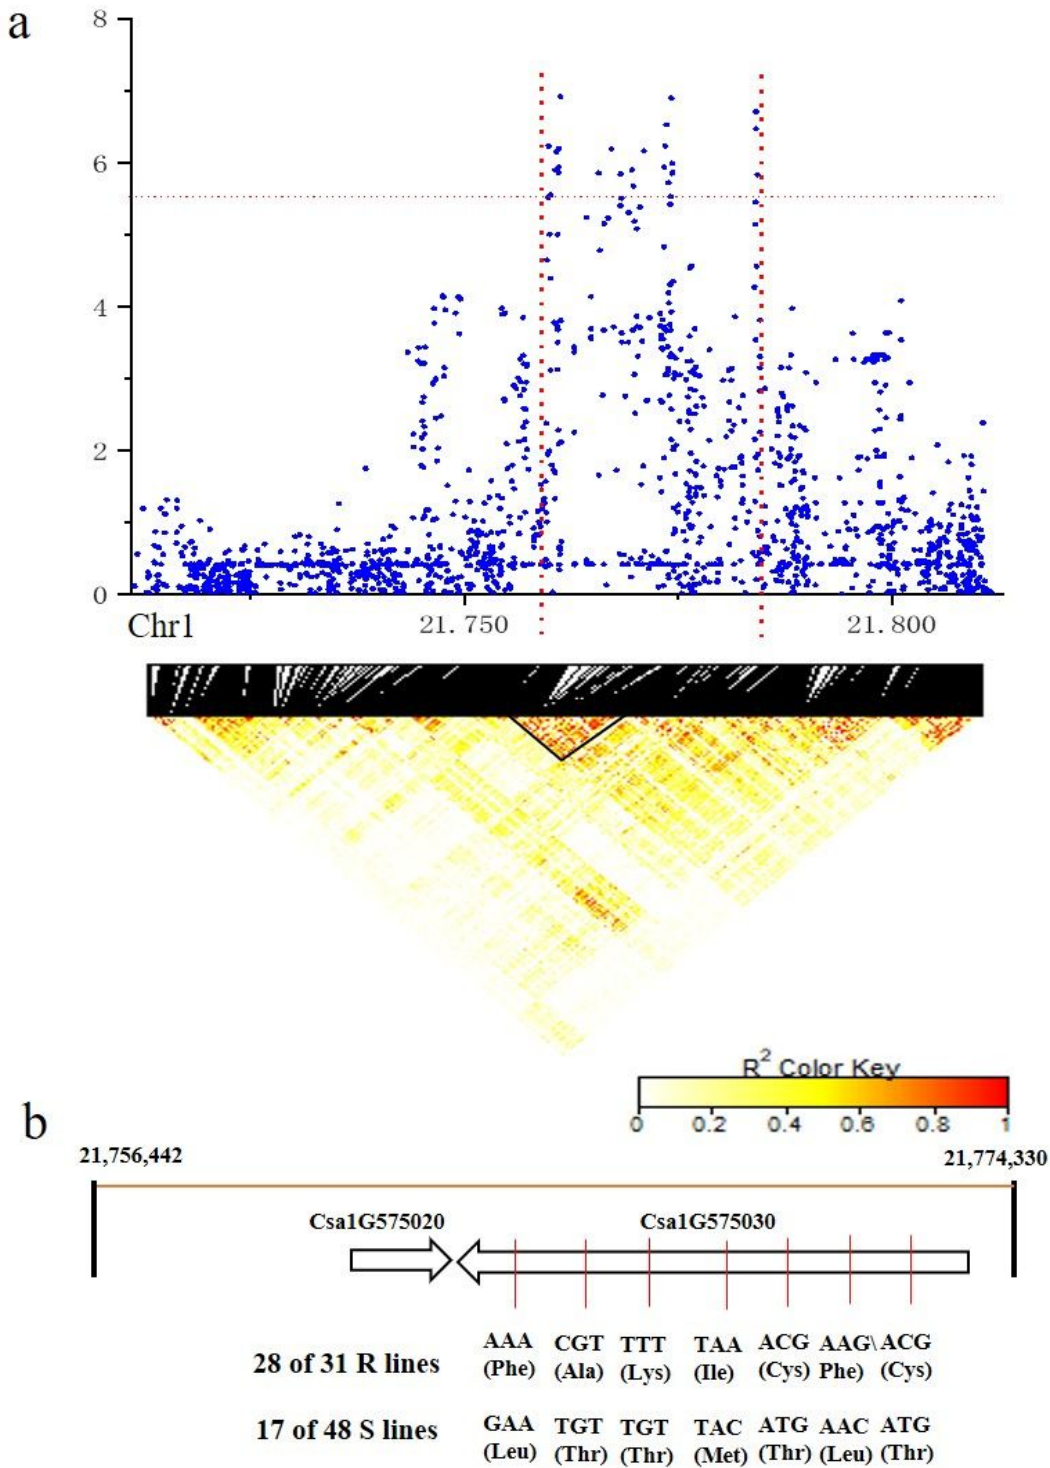 a
8
6
4
2
0
Chr1
21.750
21.800
R² Color Key
0 0.2 0.4 0.6 0.8 1
b
21,756,442
21,774,330
Csa1G575020
Csa1G575030
28 of 31 R lines
AAA CGT TTT TAA ACG AAG\ ACG
(Phe) (Ala) (Lys) (Ile) (Cys) Phe) (Cys)
17 of 48 S lines
GAA TGT TGT TAC ATG AAC ATG
(Leu) (Thr) (Thr) (Met) (Thr) (Leu) (Thr)